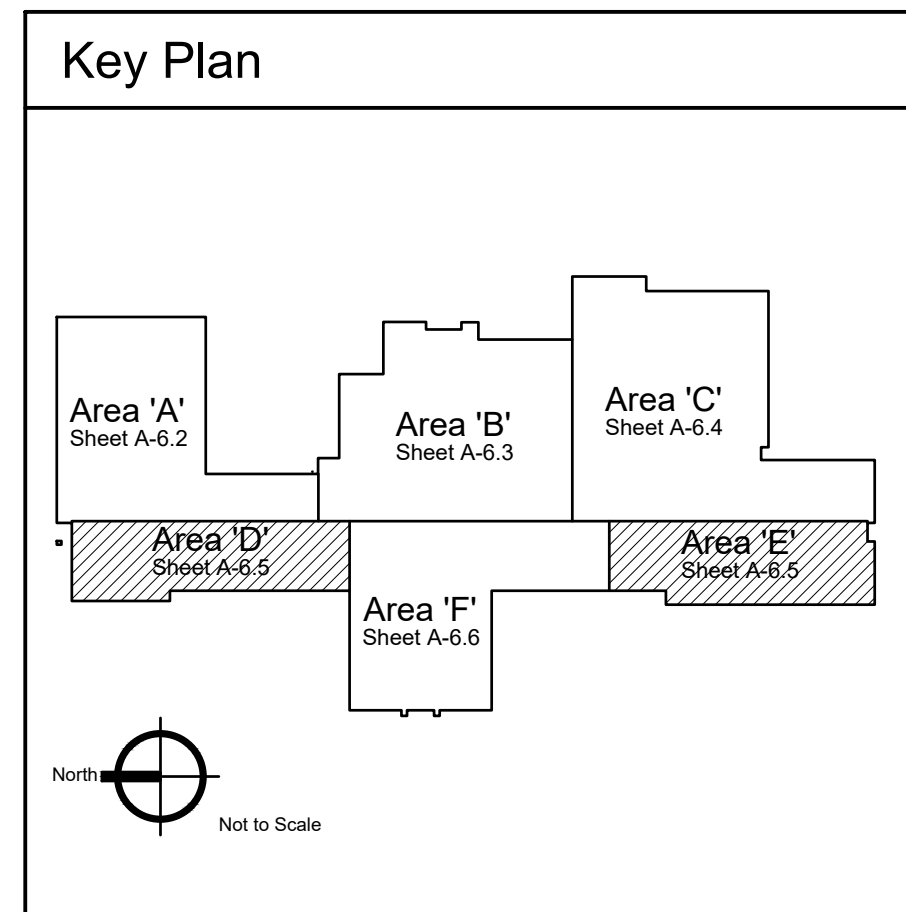 Key Plan
Area 'A'
Sheet A-6.2
Area 'B'
Sheet A-6.3
Area 'C'
Sheet A-6.4
Area 'D'
Sheet A-6.5
Area 'E'
Sheet A-6.5
Area 'F'
Sheet A-6.6
North
Not to Scale